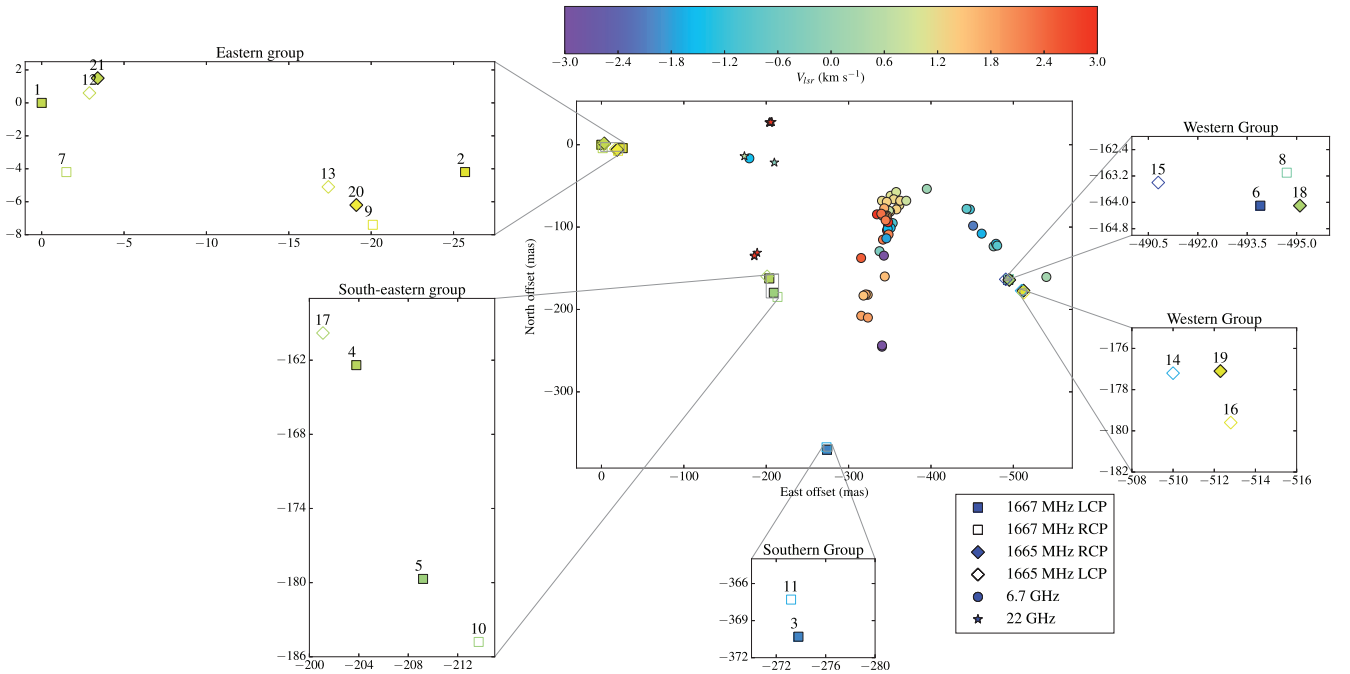 −3.0 −2.4 −1.8 −1.2 −0.6 0.0 0.6 1.2 1.8 2.4 3.0
V_lsr (km s⁻¹)
Eastern group
2
0
−2
−4
−6
−8
0 −5 −10 −15 −20 −25
21
12
1
7
13
2
20
9
South-eastern group
−162
−168
−174
−180
−186
−200 −204 −208 −212
17
4
5
10
North offset (mas)
0
−100
−200
−300
0 −100 −200 −300 −400 −500
East offset (mas)
Western Group
−162.4
−163.2
−164.0
−164.8
−490.5 −492.0 −493.5 −495.0
15
8
6
18
Western Group
−176
−178
−180
−182
−508 −510 −512 −514 −516
14
19
16
Southern Group
−366
−369
−372
−272 −276 −280
11
3
1667 MHz LCP
1667 MHz RCP
1665 MHz RCP
1665 MHz LCP
6.7 GHz
22 GHz